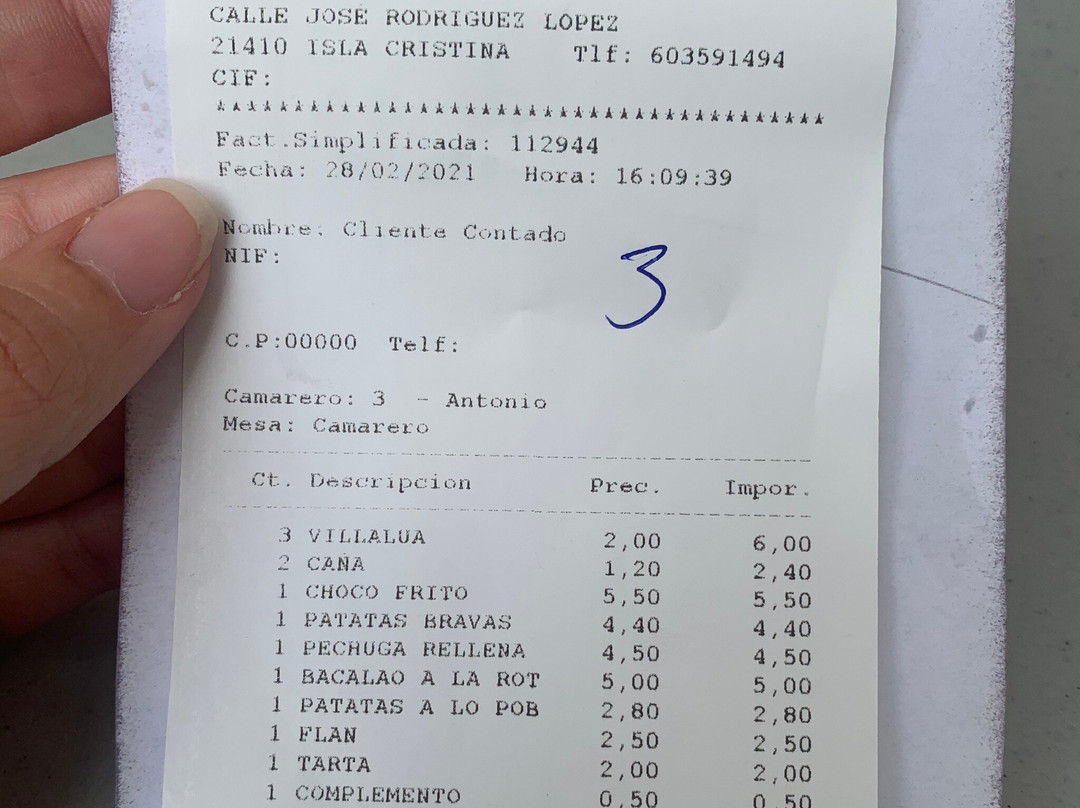 CALLE JOSE RODRIGUEZ LOPEZ
21410 ISLA CRISTINA Tlf: 603591494
CIF:
****************************************
Fact.Simplificada: 112944
Fecha: 28/02/2021 Hora: 16:09:39
Nombre: Cliente Contado
NIF:
3
C.P:00000 Telf:
Camarero: 3 - Antonio
Mesa: Camarero
Ct. Descripcion Prec. Impor.
3 VILLALUA 2,00 6,00
2 CAÑA 1,20 2,40
1 CHOCO FRITO 5,50 5,50
1 PATATAS BRAVAS 4,40 4,40
1 PECHUGA RELLENA 4,50 4,50
1 BACALAO A LA ROT 5,00 5,00
1 PATATAS A LO POB 2,80 2,80
1 FLAN 2,50 2,50
1 TARTA 2,00 2,00
1 COMPLEMENTO 0,50 0,50